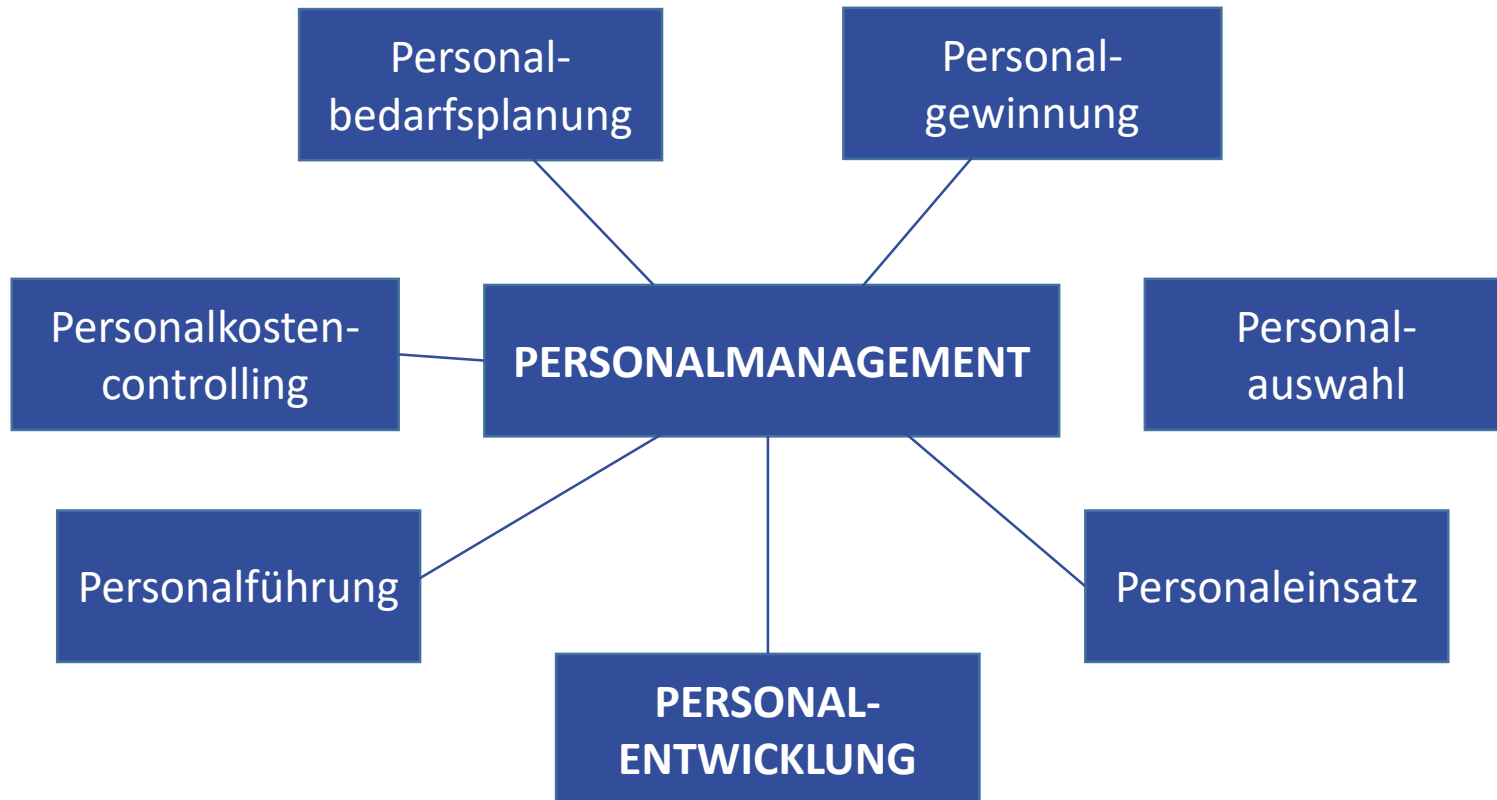 Personal-
bedarfsplanung
Personal-
gewinnung
Personalkosten-
controlling
PERSONALMANAGEMENT
Personal-
auswahl
Personalführung
Personaleinsatz
PERSONAL-
ENTWICKLUNG